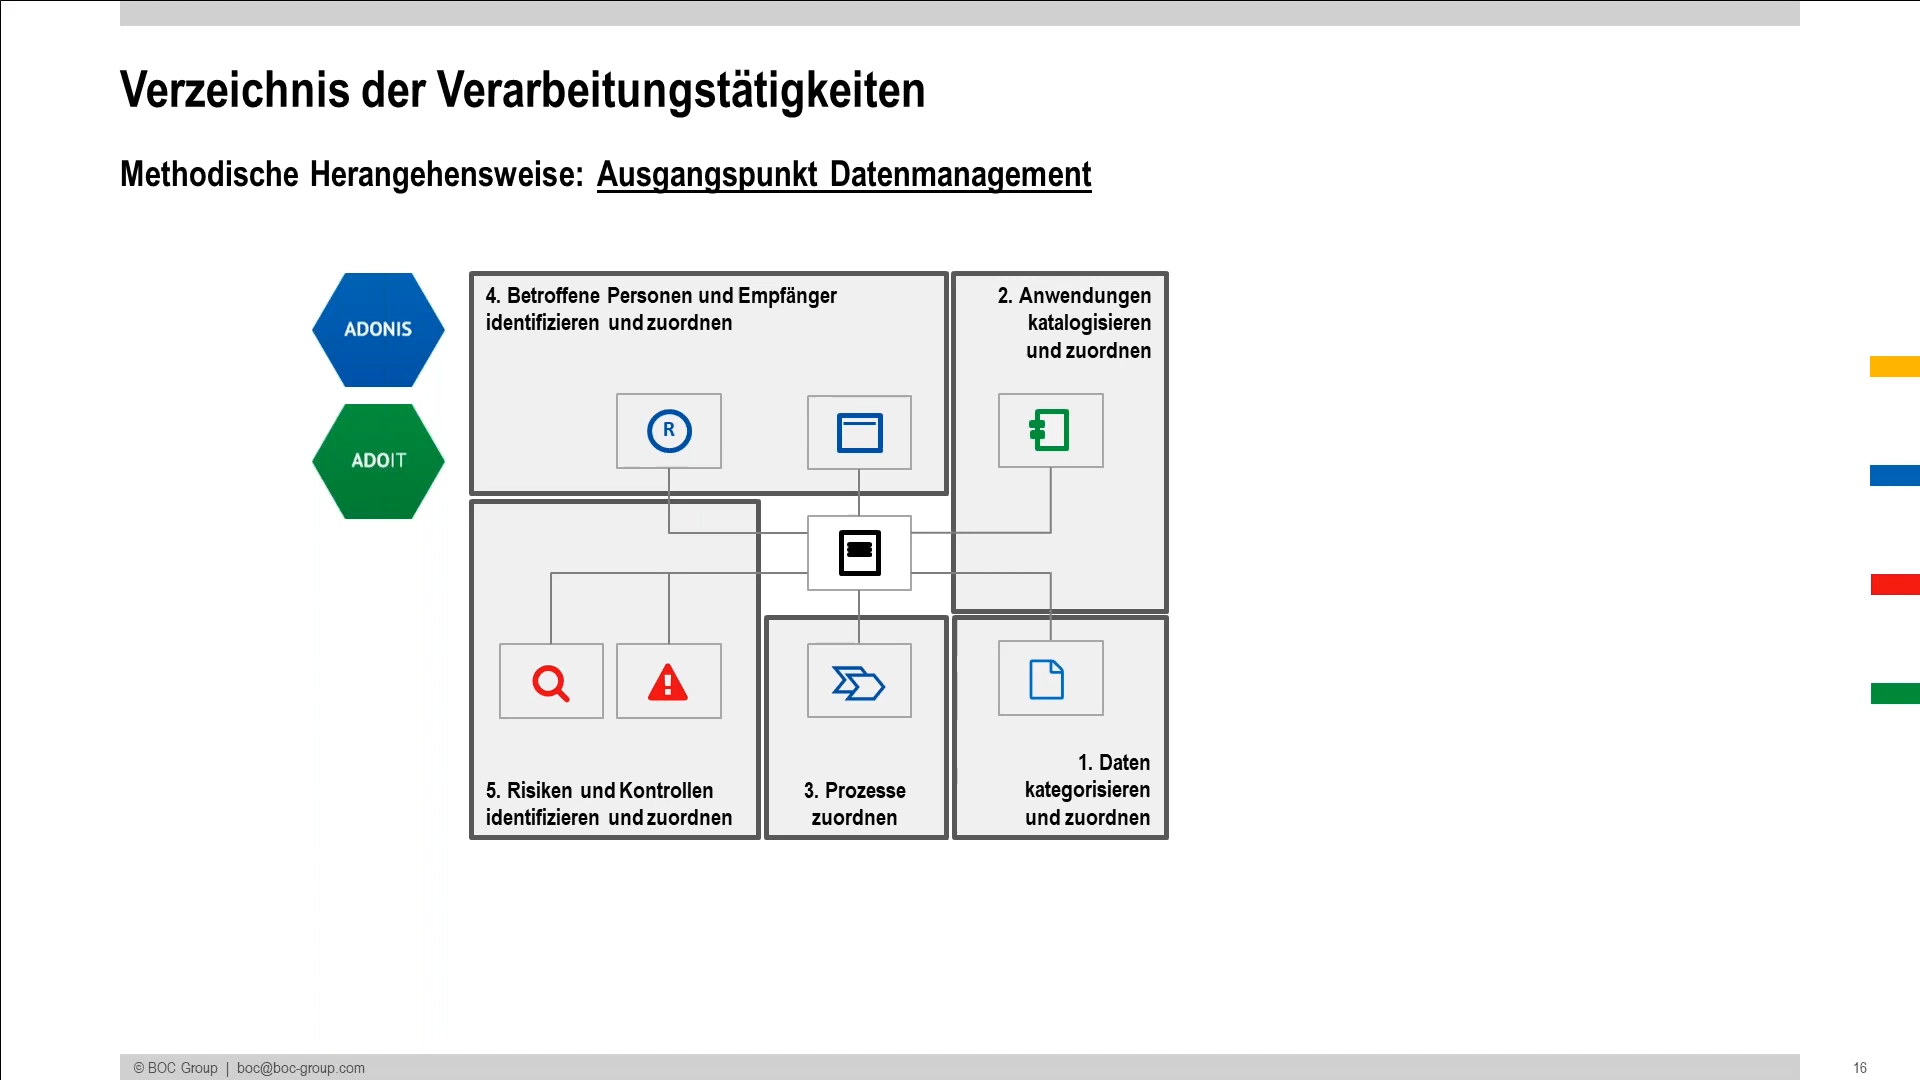 Verzeichnis der Verarbeitungstätigkeiten
Methodische Herangehensweise: Ausgangspunkt Datenmanagement
ADONIS
ADOIT
4. Betroffene Personen und Empfänger
identifizieren und zuordnen
2. Anwendungen
katalogisieren
und zuordnen
R
5. Risiken und Kontrollen
identifizieren und zuordnen
3. Prozesse
zuordnen
1. Daten
kategorisieren
und zuordnen
© BOC Group | boc@boc-group.com
16